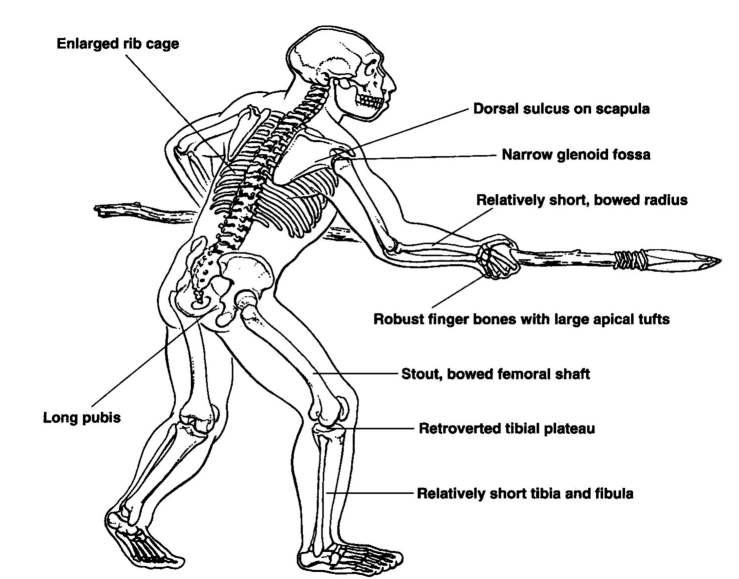 Enlarged rib cage
Dorsal sulcus on scapula
Narrow glenoid fossa
Relatively short, bowed radius
Robust finger bones with large apical tufts
Stout, bowed femoral shaft
Long pubis
Retroverted tibial plateau
Relatively short tibia and fibula